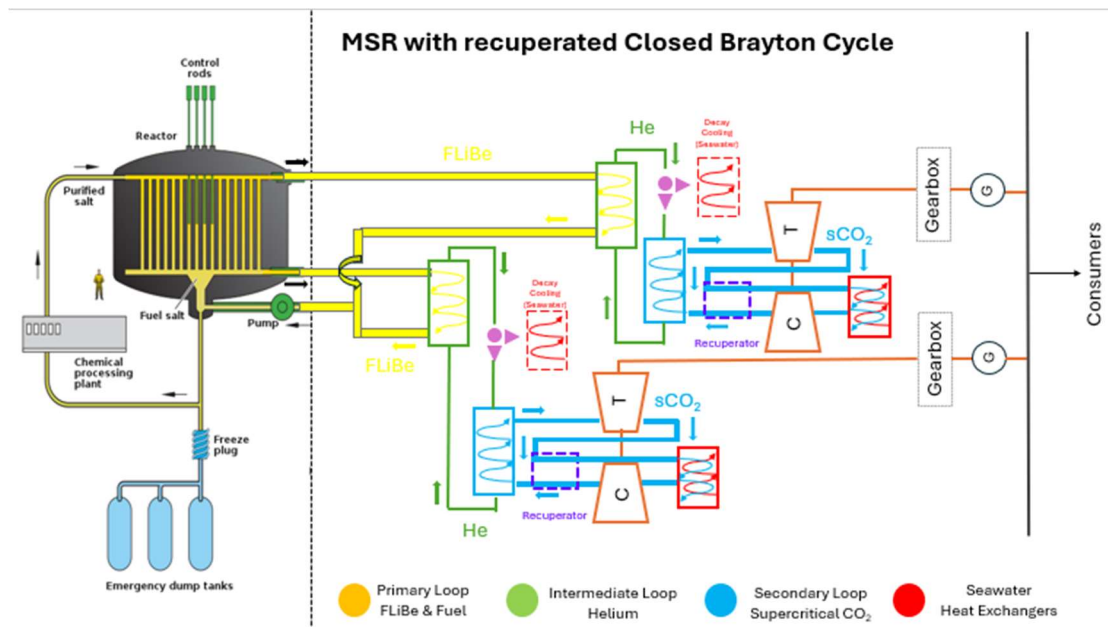 MSR with recuperated Closed Brayton Cycle
Control
rods
Reactor
Purified
salt
Fuel salt
Pump
Chemical
processing
plant
Freeze
plug
Emergency dump tanks
FLiBe
He
Decay
Cooling
(Seawater)
T
sCO₂
C
Recuperator
Gearbox
G
FLiBe
Decay
Cooling
(Seawater)
T
sCO₂
C
Recuperator
He
Gearbox
G
Consumers
Primary Loop
FLiBe & Fuel
Intermediate Loop
Helium
Secondary Loop
Supercritical CO₂
Seawater
Heat Exchangers